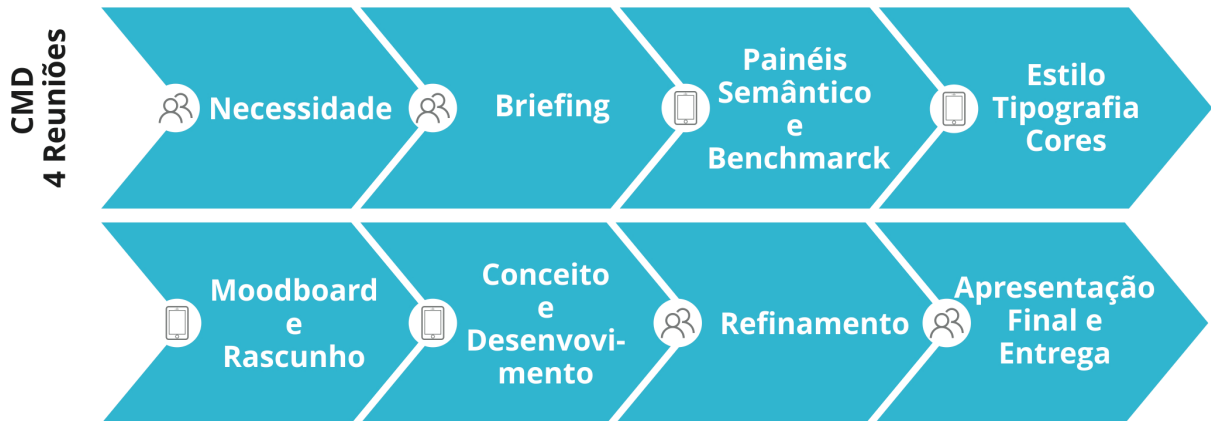 CMD
4 Reuniões
Necessidade
Briefing
Painéis
Semântico
e
Benchmarck
Estilo
Tipografia
Cores
Moodboard
e
Rascunho
Conceito
e
Desenvovi-
mento
Refinamento
Apresentação
Final e
Entrega